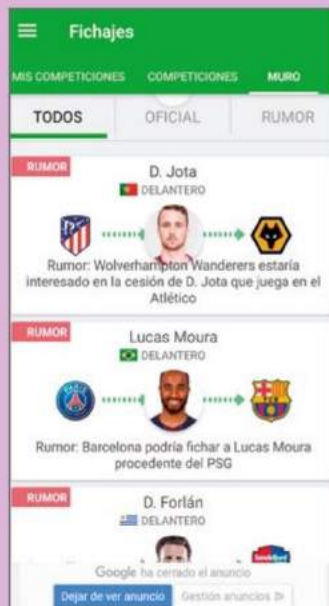 Fichajes
MIS COMPETICIONES COMPETICIONES MURO
TODOS OFICIAL RUMOR
RUMOR
D. Jota
DELANTERO
Rumor: Wolverhampton Wanderers estaría
interesado en la cesión de D. Jota que juega en el
Atlético
RUMOR
Lucas Moura
DELANTERO
Rumor: Barcelona podría fichar a Lucas Moura
procedente del PSG
RUMOR
D. Forlán
DELANTERO
Google ha cerrado el anuncio
Dejar de ver anuncio Gestión anuncios